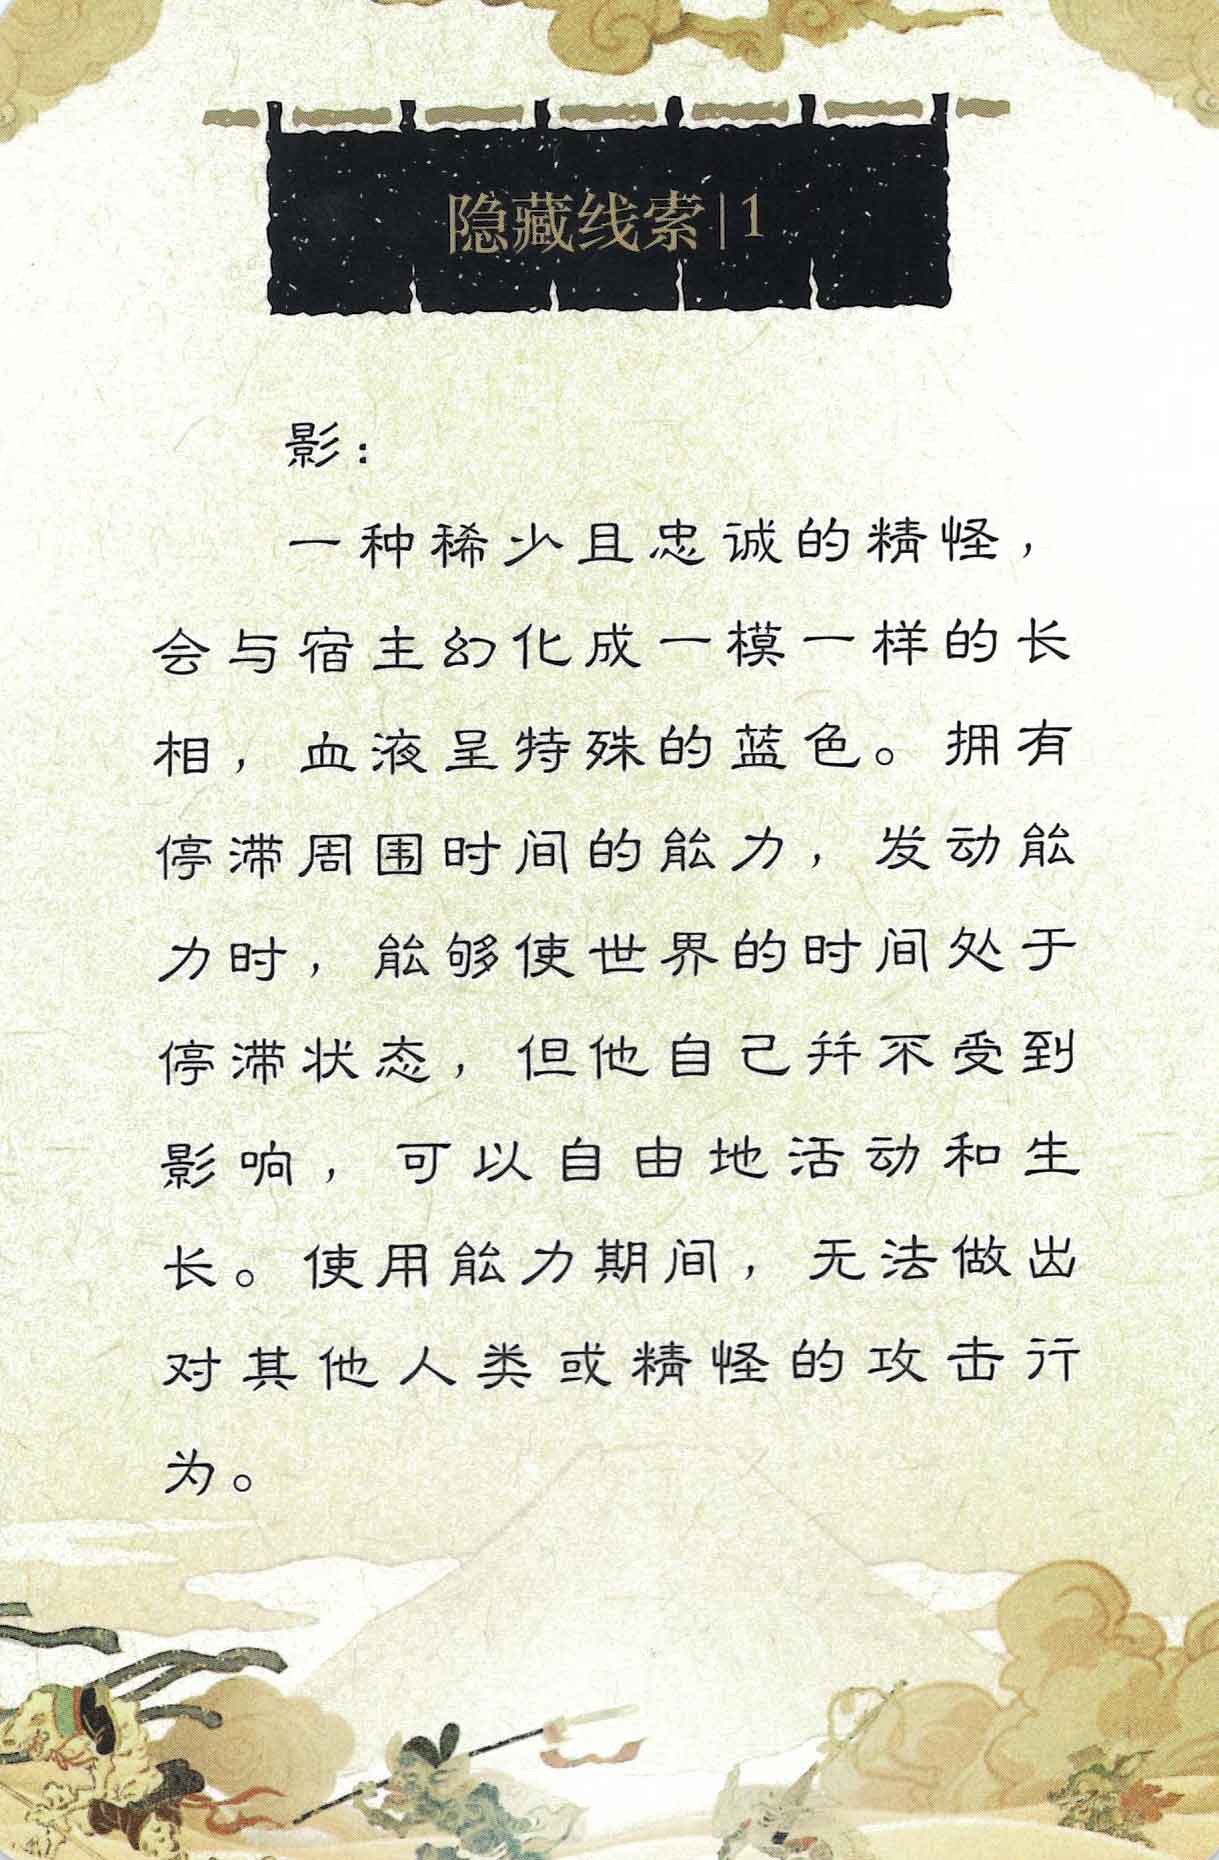 隐藏线索|1
影：
一种稀少且忠诚的精怪，
会与宿主幻化成一模一样的长
相，血液呈特殊的蓝色。拥有
停滞周围时间的能力，发动能
力时，能够使世界的时间处于
停滞状态，但他自己并不受到
影响，可以自由地活动和生
长。使用能力期间，无法做出
对其他人类或精怪的攻击行
为。